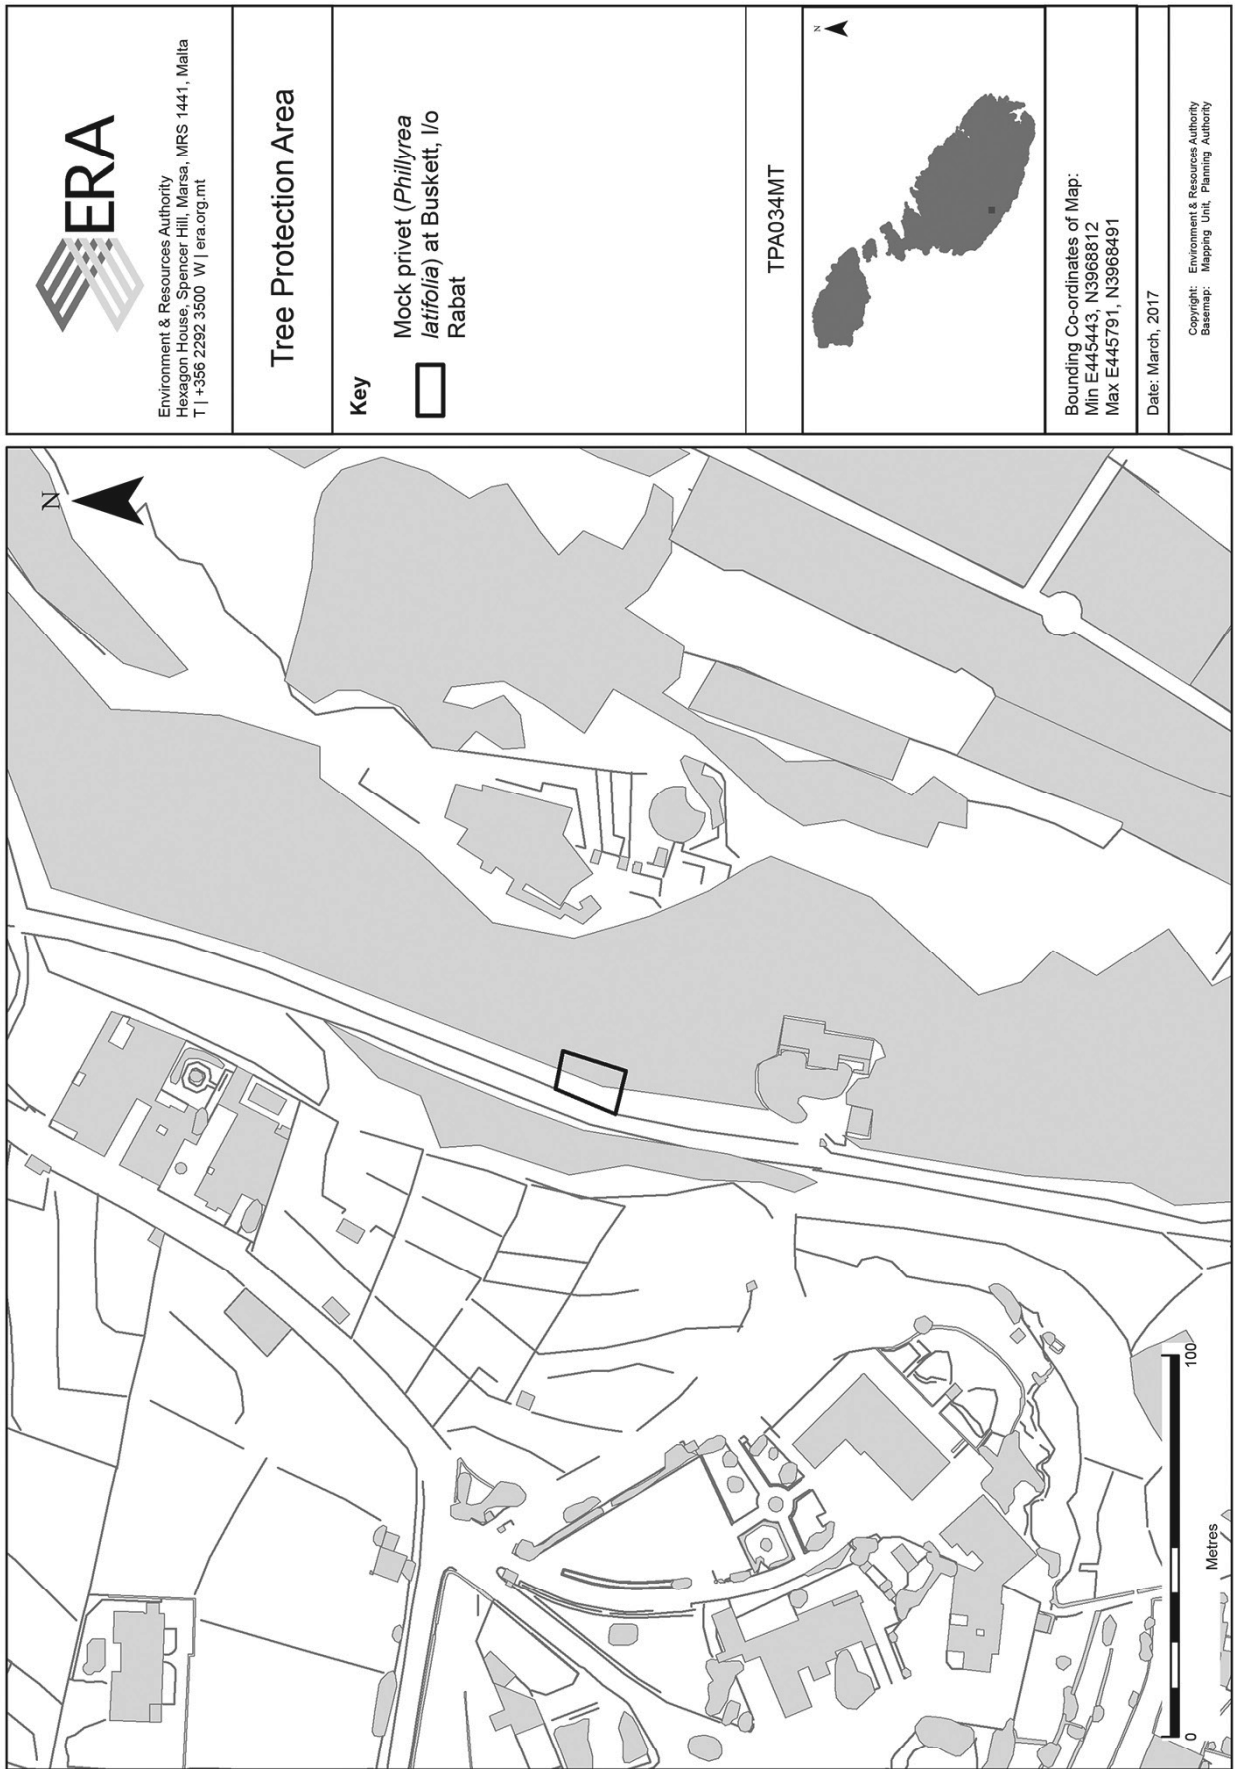 ERA
Environment & Resources Authority
Hexagon House, Spencer Hill, Marsa, MRS 1441, Malta
T | +356 2292 3500  W | era.org.mt
Tree Protection Area
Key
Mock privet (Phillyrea
latifolia) at Buskett, l/o
Rabat
TPA034MT
N
Bounding Co-ordinates of Map:
Min E445443, N3968812
Max E445791, N3968491
Date: March, 2017
Copyright: Environment & Resources Authority
Basemap: Mapping Unit, Planning Authority
N
0
100
Metres